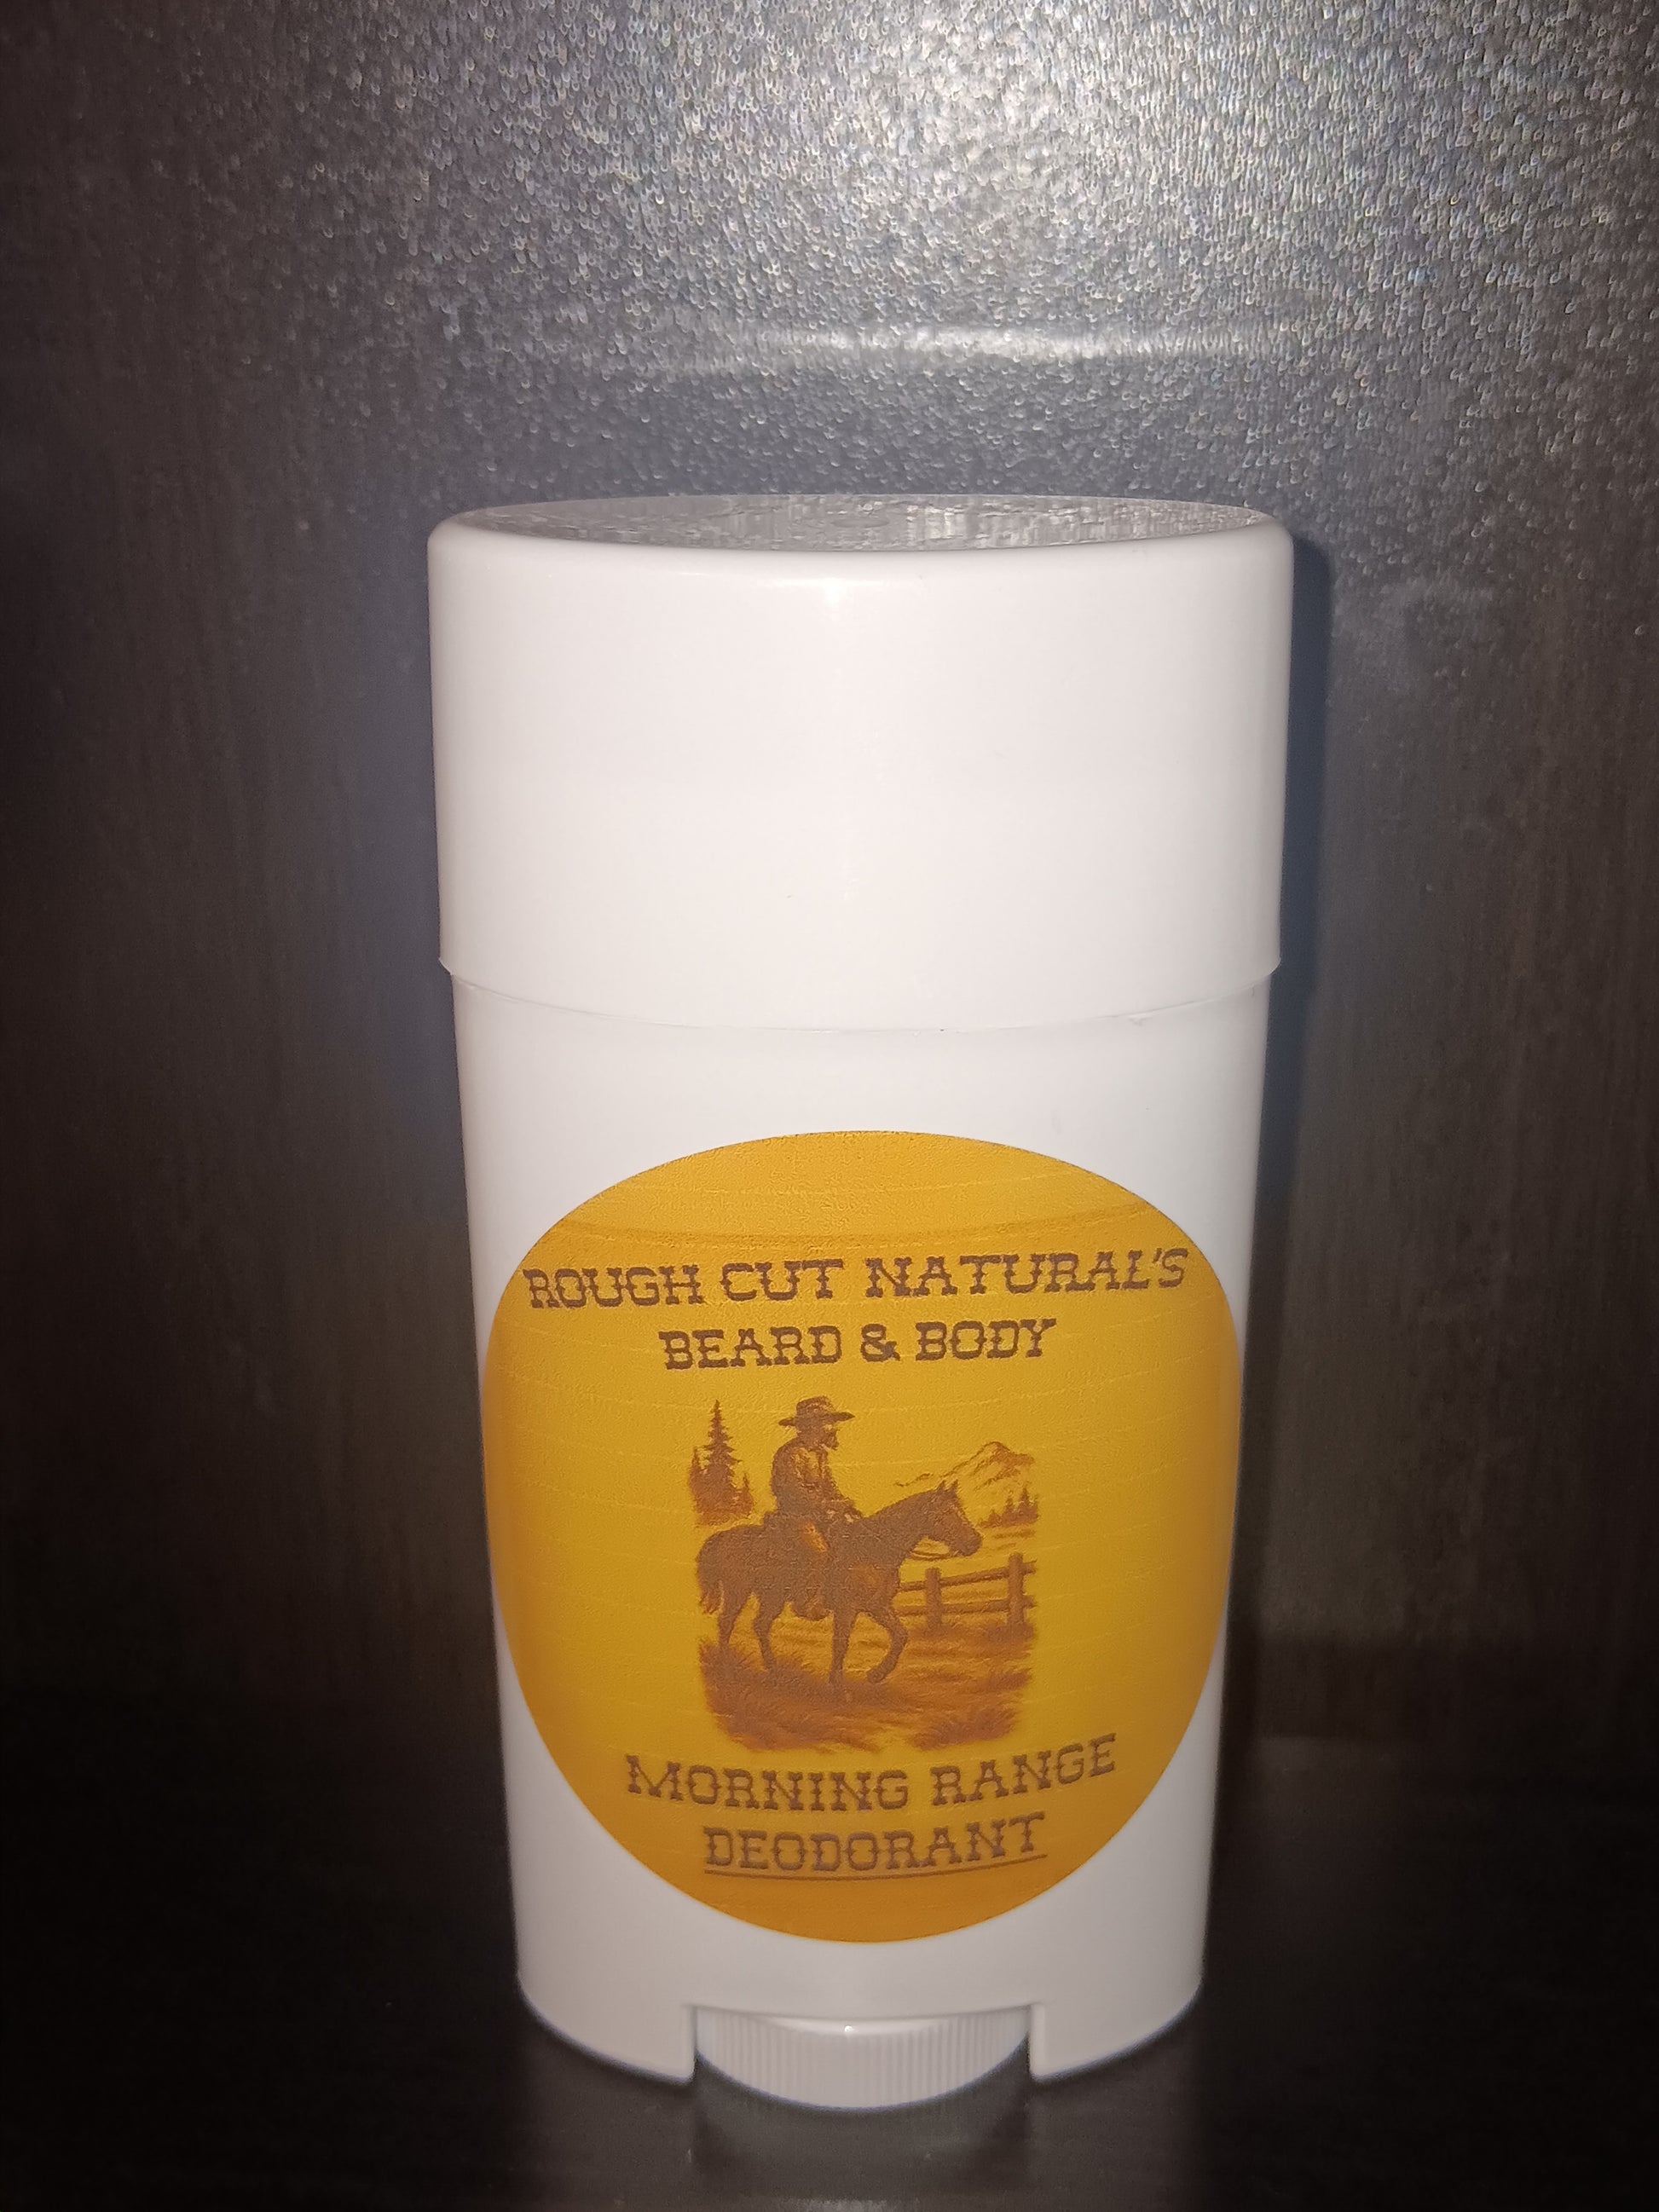 ROUGH CUT NATURAL'S
BEARD & BODY
MORNING RANGE
DEODORANT